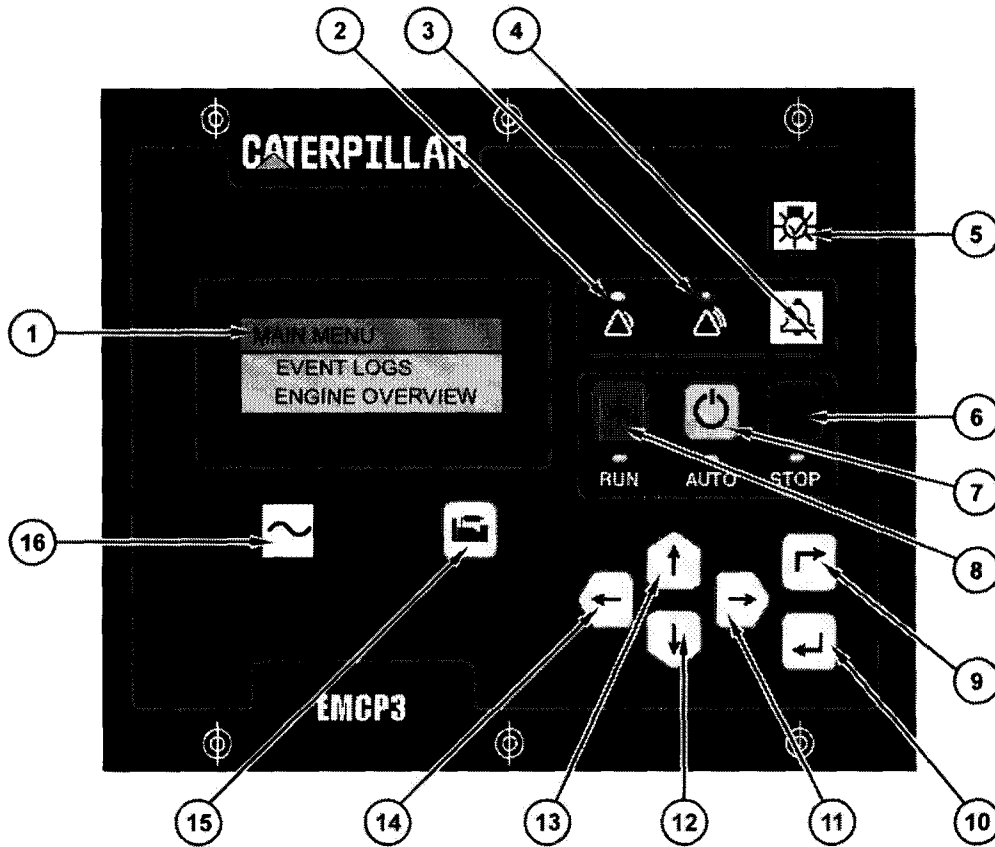 2 3 4
CATERPILLAR
5
1
MAIN MENU
EVENT LOGS
ENGINE OVERVIEW
6
RUN AUTO STOP
7
16
8
9
EMCP3
15 14 13 12 11 10